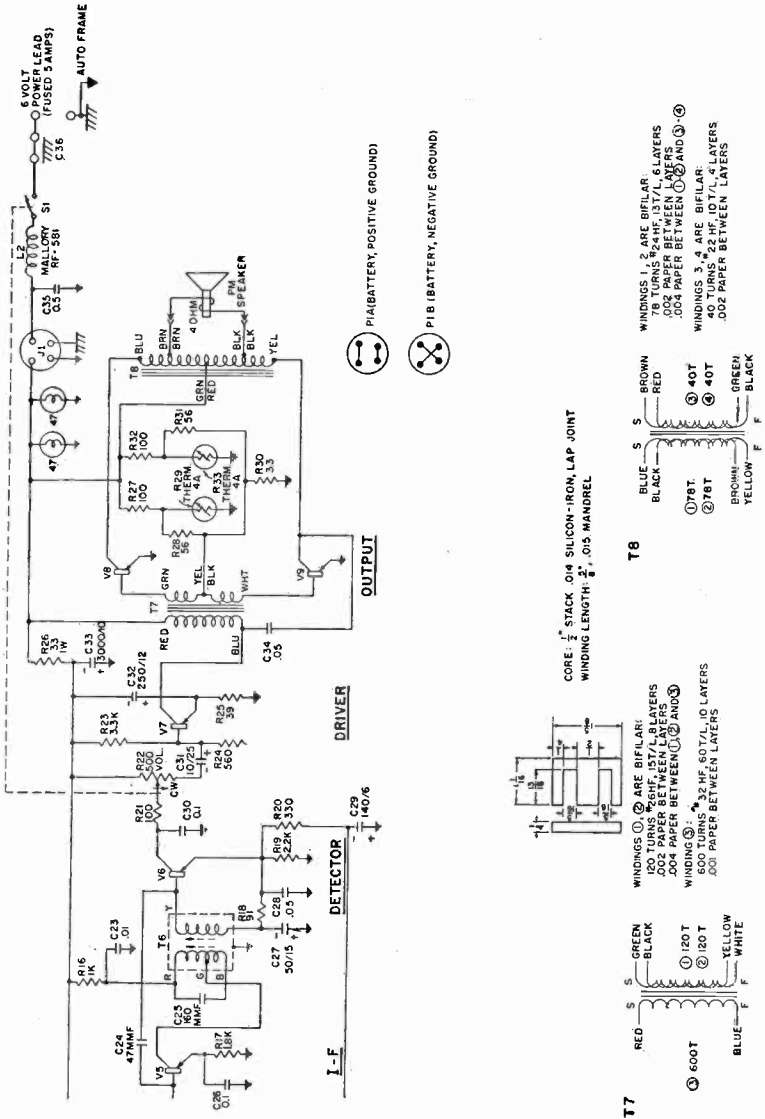 6 VOLT
POWER LEAD
(FUSED 5 AMPS)
AUTO FRAME
C36
S1
L2
MALLORY
RF-581
C35
0.5
J1
47
47
R26
33
1W
C33
3000/10
C32
250/12
R23
3.3K
R22
500
VOL.
CW
R21
100
C30
0.1
C31
10/25
R24
560
R25
39
V7
DRIVER
RED
BLU
T7
GRN
YEL
BLK
WHT
C34
.05
V8
V9
OUTPUT
R27
100
R32
100
R28
56
R29
THERM.
4A
R33
THERM.
4A
R31
56
R30
3.3
GRN
RED
T8
BLU
BRN
BRN
BLK
BLK
YEL
4 OHM
PM
SPEAKER
R16
1K
C23
.01
C24
47MMF
T6
R
G
B
Y
C25
160
MMF
V5
R17
1.8K
C26
0.1
I-F
V6
R18
91
C27
50/15
C28
.05
R19
2.2K
R20
330
C29
140/6
DETECTOR
P1A(BATTERY, POSITIVE GROUND)
P1B (BATTERY, NEGATIVE GROUND)
T7
RED
S
S
GREEN
BLACK
③ 600T
① 120 T
② 120 T
BLUE
F
F
YELLOW
WHITE
WINDINGS ①,② ARE BIFILAR:
120 TURNS #26HF, 15T/L, 8 LAYERS
.002 PAPER BETWEEN LAYERS
.004 PAPER BETWEEN ①,② AND ③
WINDING ③:
600 TURNS #32 HF, 60T/L, 10 LAYERS
.001 PAPER BETWEEN LAYERS
CORE: 1/2" STACK .014 SILICON-IRON, LAP JOINT
WINDING LENGTH: 5/8", .015 MANDREL
T8
BLUE
BLACK
S
S
BROWN
RED
① 78T.
② 78T
③ 40T
④ 40T
BROWN
YELLOW
F
F
GREEN
BLACK
WINDINGS 1, 2 ARE BIFILAR:
78 TURNS #24 HF, 13T/L, 6 LAYERS
.002 PAPER BETWEEN LAYERS
.004 PAPER BETWEEN ①-② AND ③-④
WINDINGS 3, 4 ARE BIFILAR:
40 TURNS #22 HF, 10 T/L, 4 LAYERS
.002 PAPER BETWEEN LAYERS